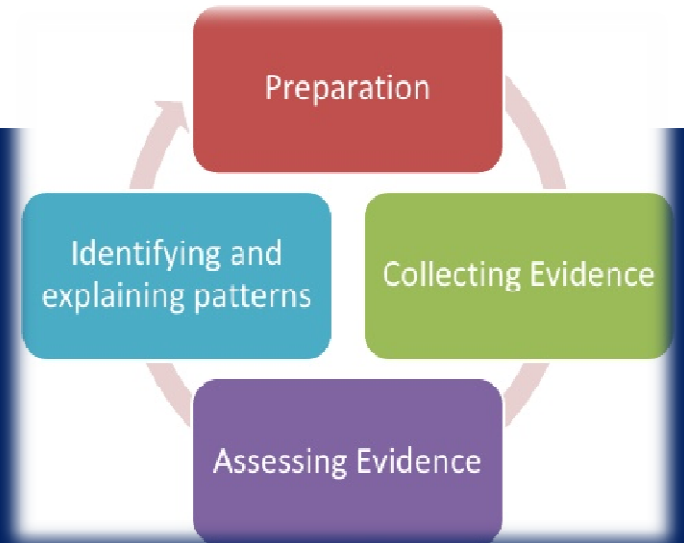 Preparation
Collecting Evidence
Assessing Evidence
Identifying and
explaining patterns